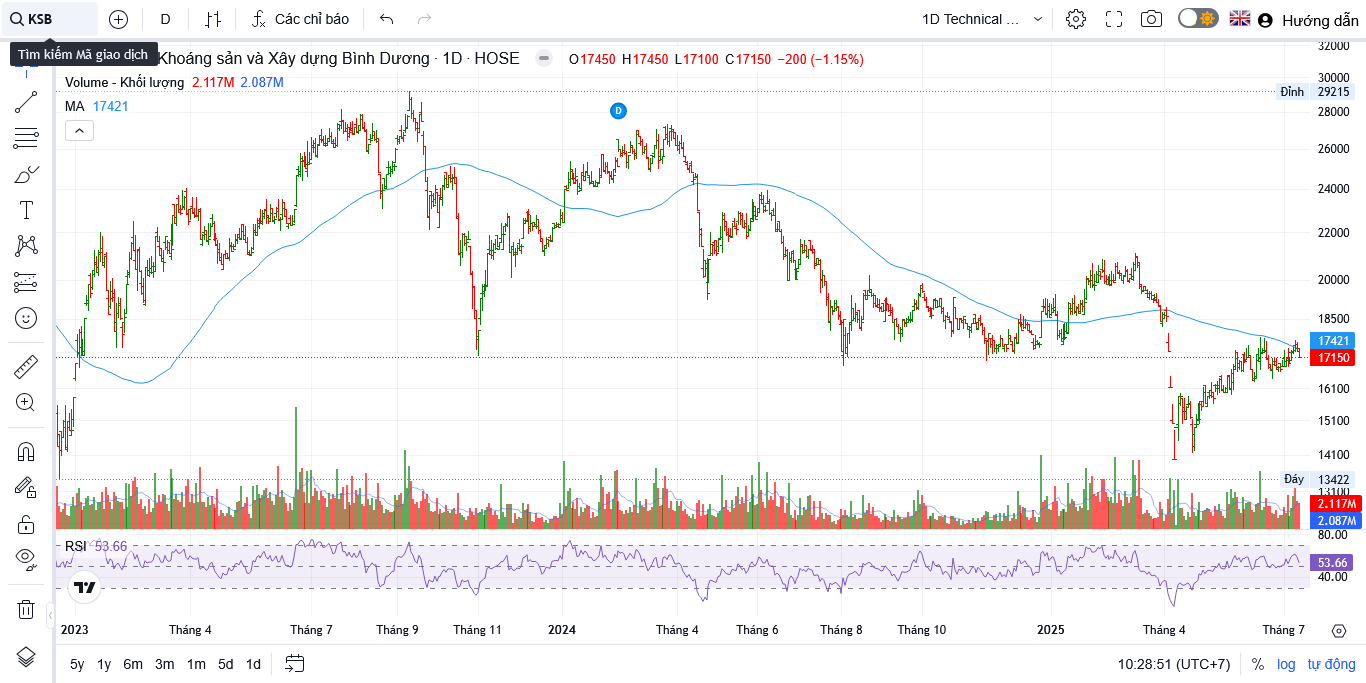 KSB
D
Các chỉ báo
1D Technical ...
Hướng dẫn
Tìm kiếm Mã giao dịch
Khoáng sản và Xây dựng Bình Dương · 1D · HOSE
O17450 H17450 L17100 C17150 −200 (−1.15%)
Volume - Khối lượng 2.117M 2.087M
MA 17421
D
32000
30000
Đỉnh 29215
28000
26000
24000
22000
20000
18500
17421
17150
16100
15100
14100
Đáy 13422
13100
2.117M
2.087M
80.00
RSI 53.66
53.66
40.00
2023 Tháng 4 Tháng 7 Tháng 9 Tháng 11 2024 Tháng 4 Tháng 6 Tháng 8 Tháng 10 2025 Tháng 4 Tháng 7
5y 1y 6m 3m 1m 5d 1d
10:28:51 (UTC+7) % log tự động